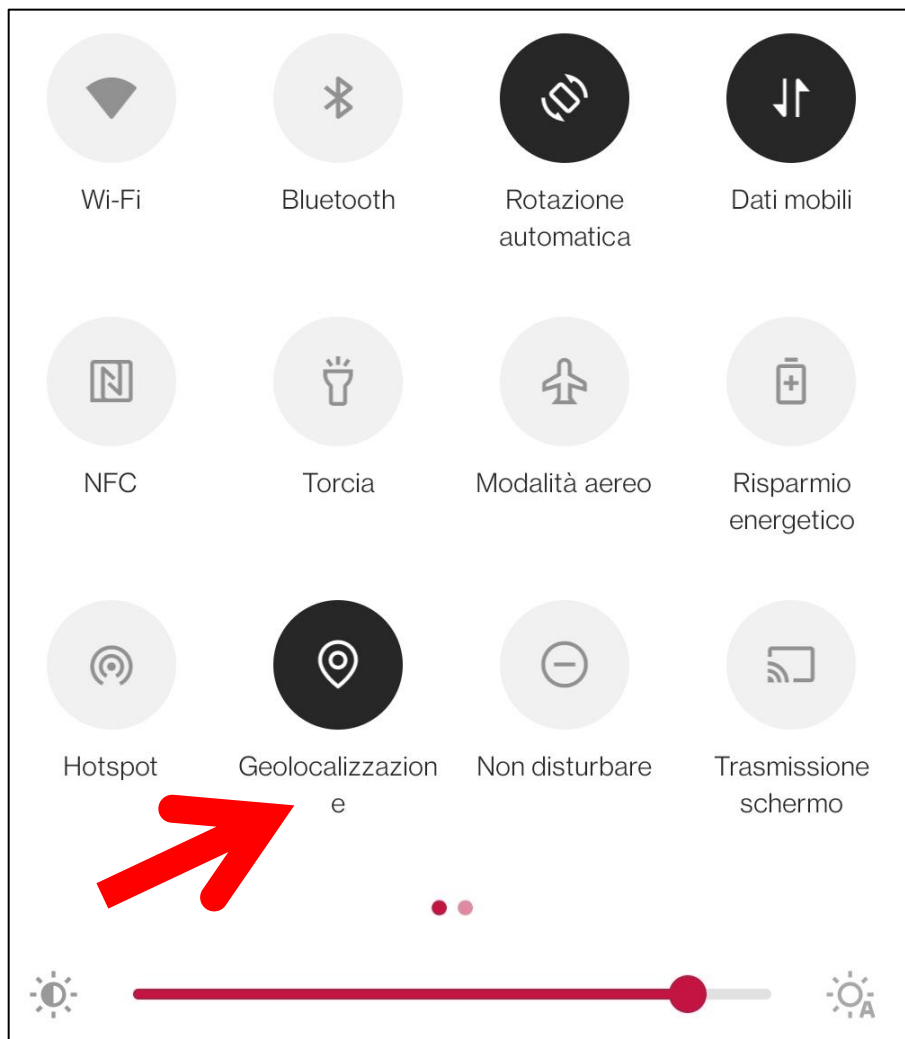 Wi-Fi
Bluetooth
Rotazione
automatica
Dati mobili
NFC
Torcia
Modalità aereo
Risparmio
energetico
Hotspot
Geolocalizzazion
e
Non disturbare
Trasmissione
schermo
A